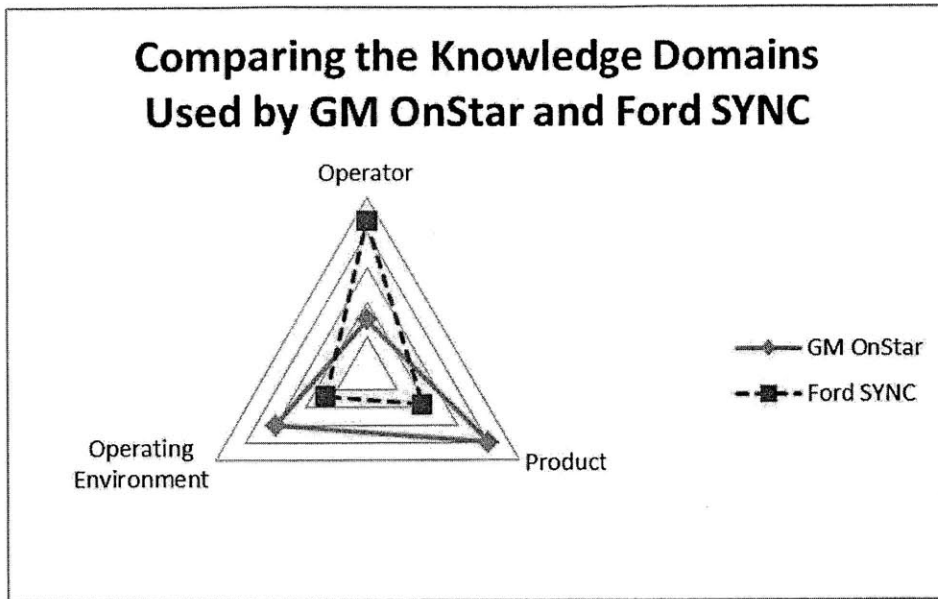 Comparing the Knowledge Domains
Used by GM OnStar and Ford SYNC
Operator
GM OnStar
Ford SYNC
Operating
Environment
Product